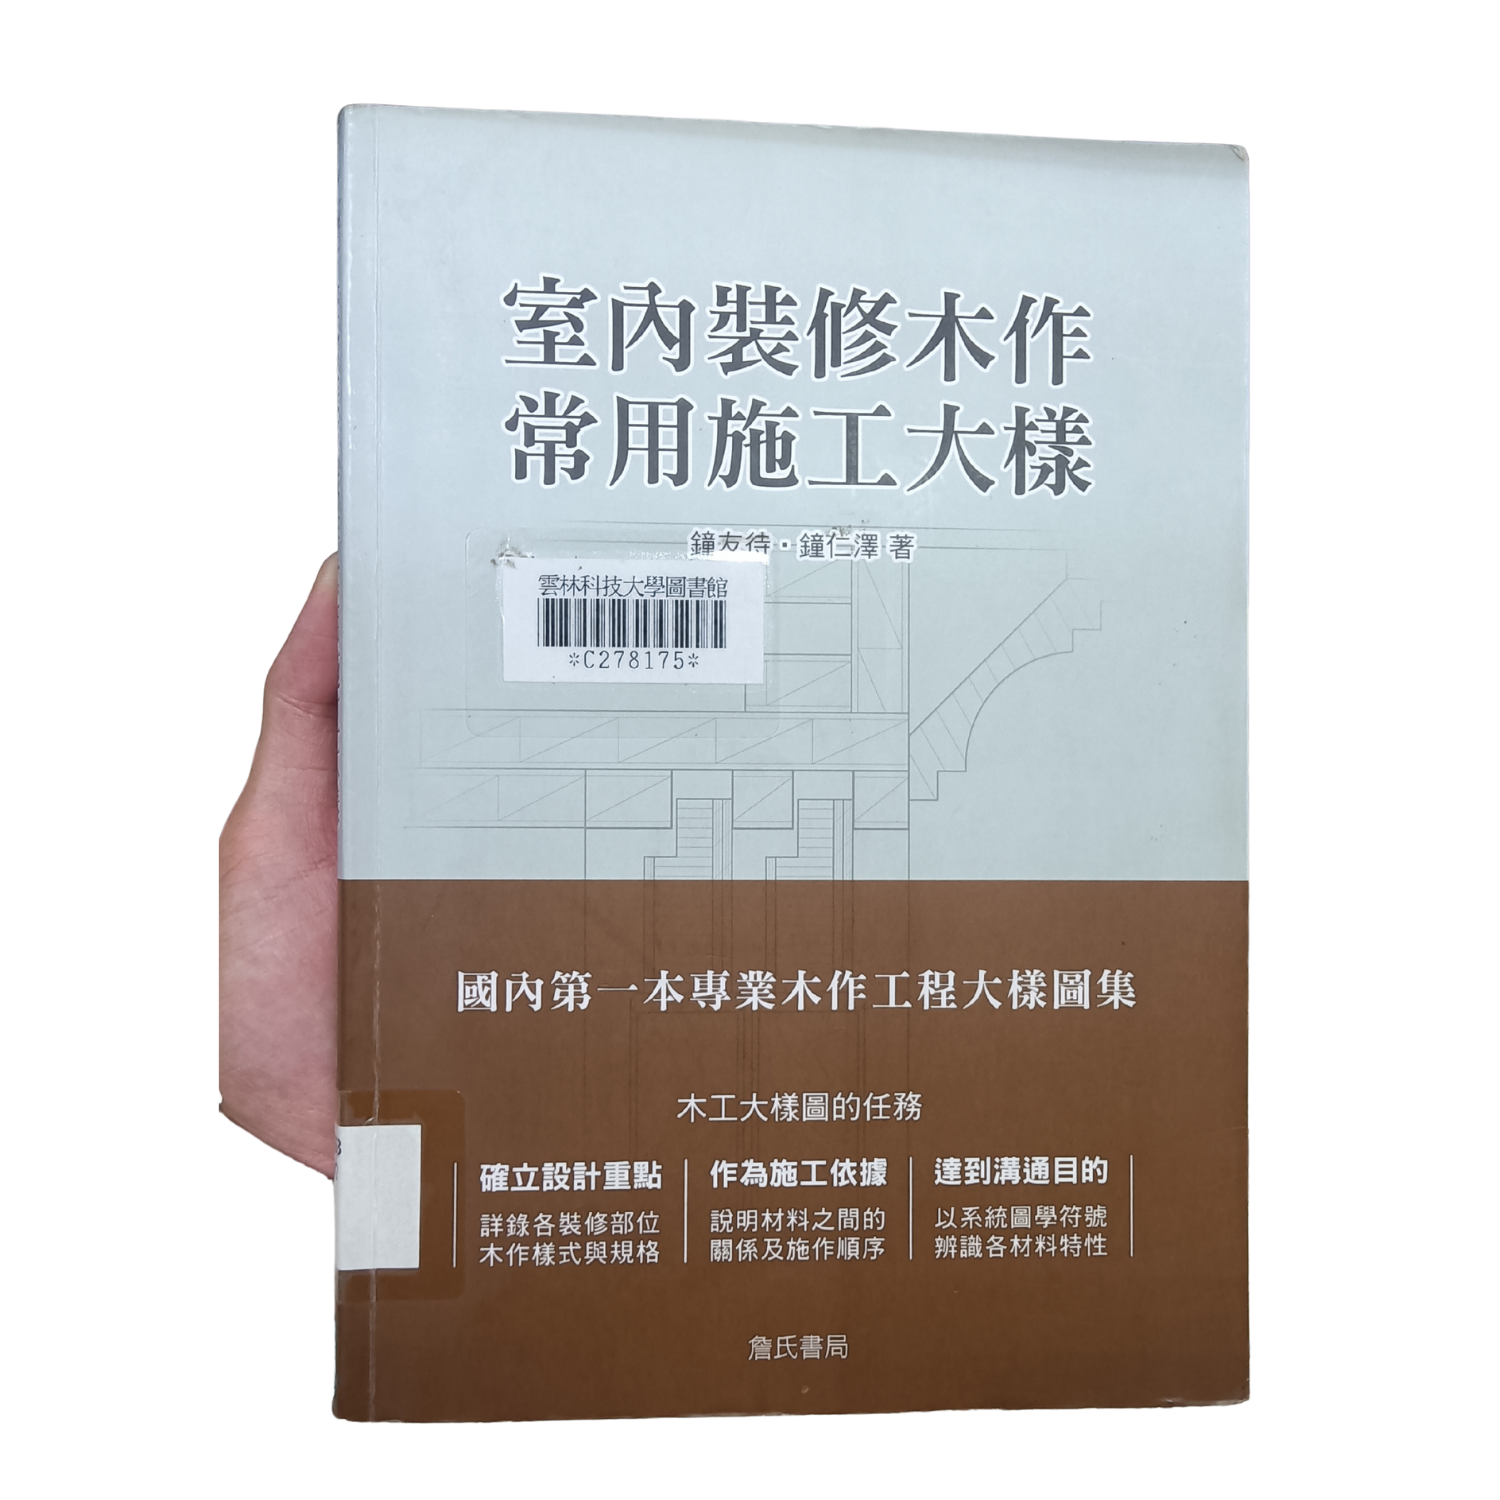 室內裝修木作
常用施工大樣
鐘友待・鐘仁澤 著
雲林科技大學圖書館
*C278175*
國內第一本專業木作工程大樣圖集
木工大樣圖的任務
確立設計重點
詳錄各裝修部位
木作樣式與規格
作為施工依據
說明材料之間的
關係及施作順序
達到溝通目的
以系統圖學符號
辨識各材料特性
詹氏書局